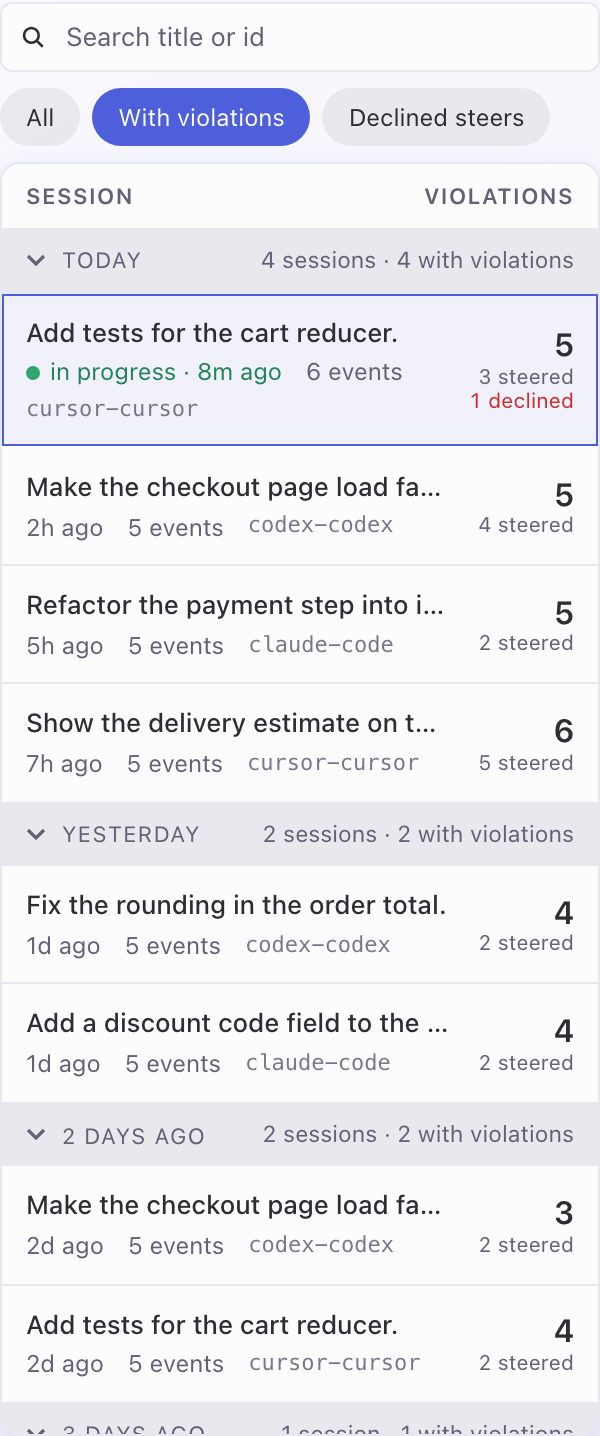 Search title or id
All
With violations
Declined steers
SESSION VIOLATIONS
TODAY 4 sessions · 4 with violations
Add tests for the cart reducer. 5
in progress · 8m ago 6 events 3 steered
cursor-cursor 1 declined
Make the checkout page load fa... 5
2h ago 5 events codex-codex 4 steered
Refactor the payment step into i... 5
5h ago 5 events claude-code 2 steered
Show the delivery estimate on t... 6
7h ago 5 events cursor-cursor 5 steered
YESTERDAY 2 sessions · 2 with violations
Fix the rounding in the order total. 4
1d ago 5 events codex-codex 2 steered
Add a discount code field to the ... 4
1d ago 5 events claude-code 2 steered
2 DAYS AGO 2 sessions · 2 with violations
Make the checkout page load fa... 3
2d ago 5 events codex-codex 2 steered
Add tests for the cart reducer. 4
2d ago 5 events cursor-cursor 2 steered
3 DAYS AGO 1 session · 1 with violations